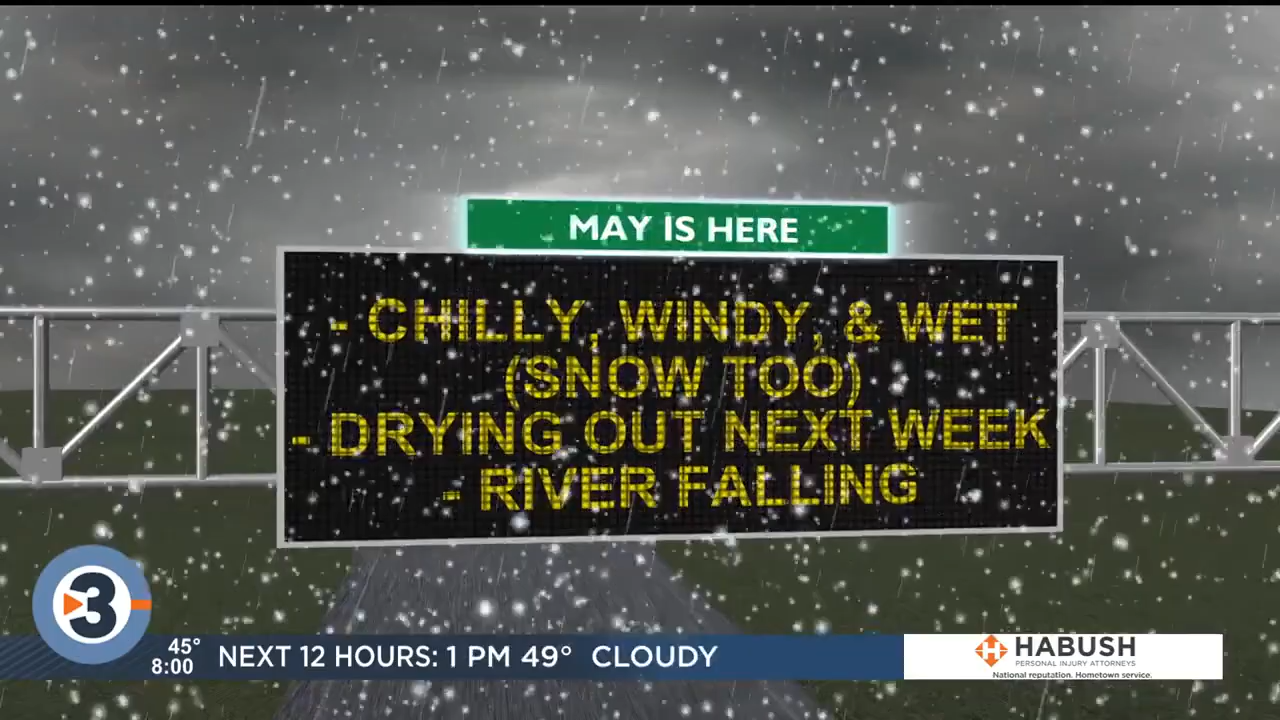 MAY IS HERE
- CHILLY, WINDY, & WET
(SNOW TOO)
- DRYING OUT NEXT WEEK
- RIVER FALLING
3
45°
8:00
NEXT 12 HOURS: 1 PM 49° CLOUDY
H HABUSH
PERSONAL INJURY ATTORNEYS
National reputation. Hometown service.